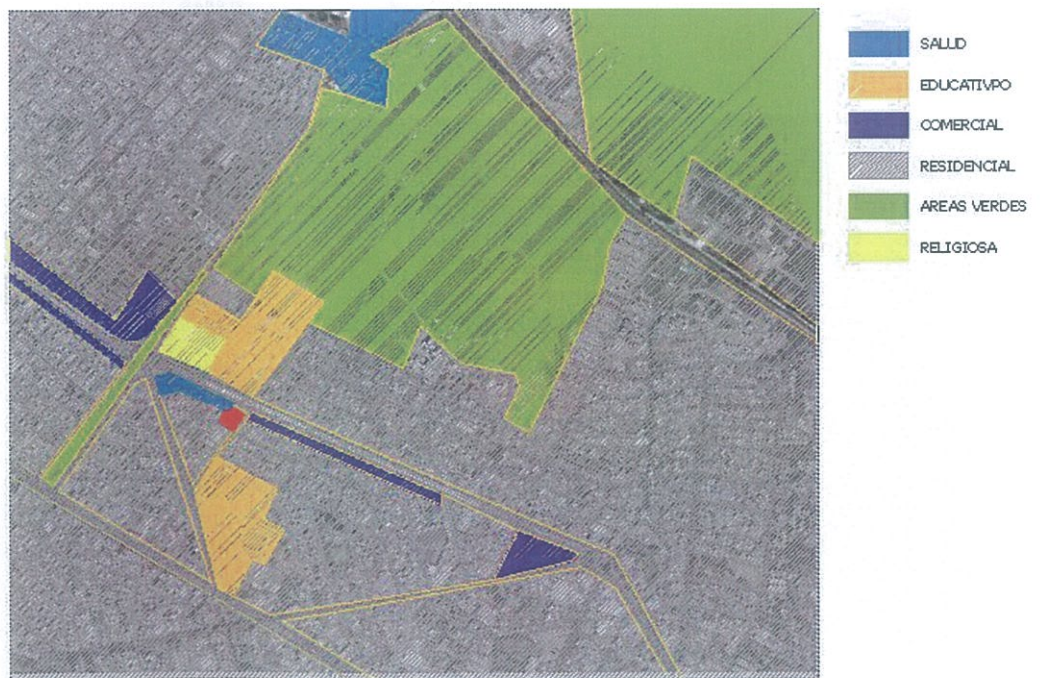 SALUD
EDUCATIVPO
COMERCIAL
RESIDENCIAL
AREAS VERDES
RELIGIOSA